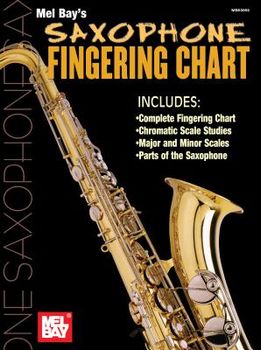 Mel Bay's
SAXOPHONE
FINGERING CHART
INCLUDES:
•Complete Fingering Chart
•Chromatic Scale Studies
•Major and Minor Scales
•Parts of the Saxophone
ONE SAXOPHONE SAX
MEL
BAY